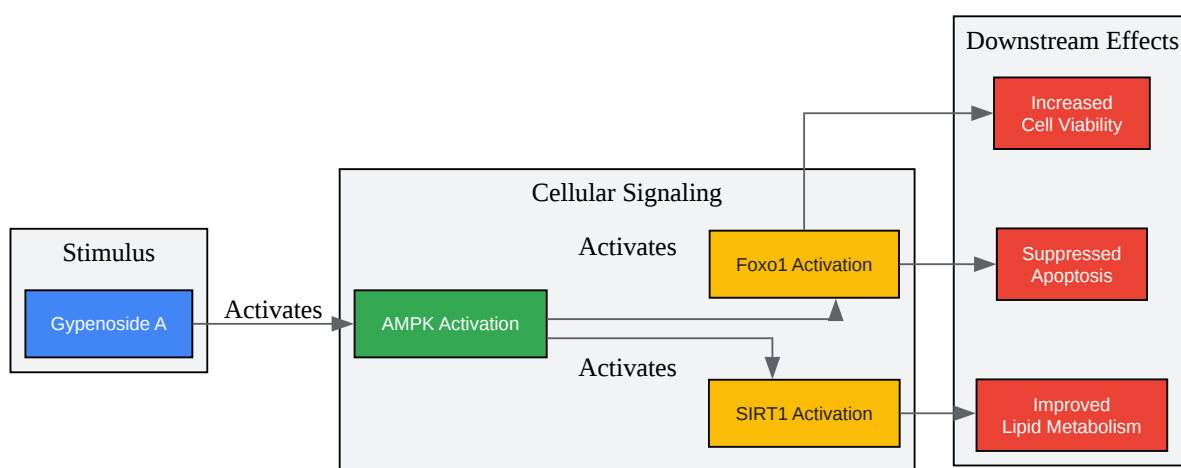 Downstream Effects
Increased
Cell Viability
Cellular Signaling
Stimulus
Activates
Foxo1 Activation
Suppressed
Apoptosis
Gypenoside A
Activates
AMPK Activation
Activates
SIRT1 Activation
Improved
Lipid Metabolism